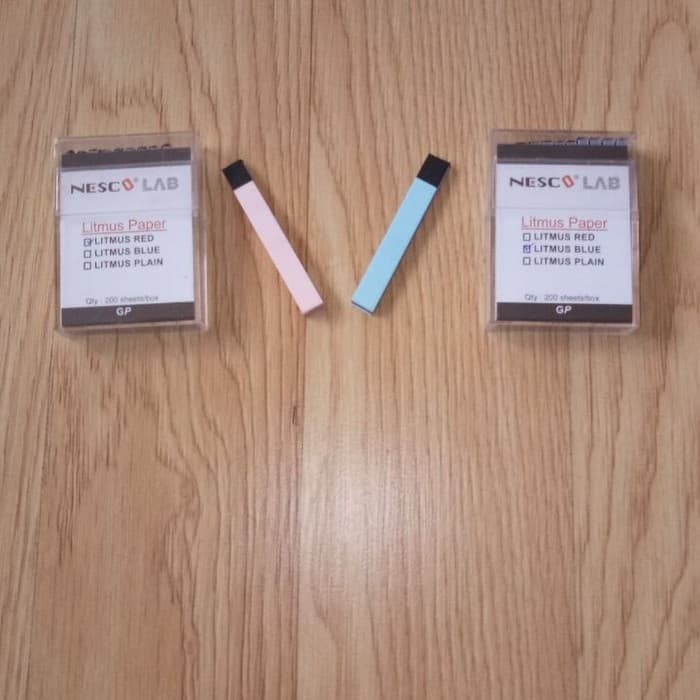 NESCO® LAB
Litmus Paper
LITMUS RED
LITMUS BLUE
LITMUS PLAIN
Qty : 200 sheets/box
GP
NESCO® LAB
Litmus Paper
LITMUS RED
LITMUS BLUE
LITMUS PLAIN
Qty : 200 sheets/box
GP